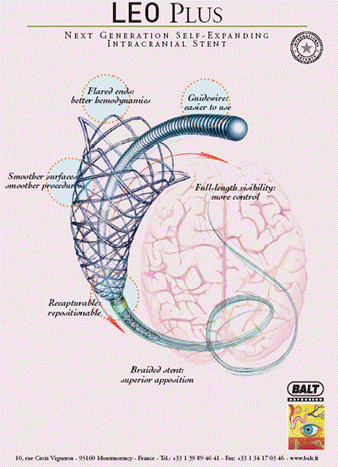 LEO PLUS
NEXT GENERATION SELF-EXPANDING
INTRACRANIAL STENT
Flared ends:
better hemodynamics
Guidewire:
easier to use
Smoother surface:
smoother procedure
Full-length visibility:
more control
Recapturable:
repositionable
Braided stent:
superior apposition
BALT
EXTRUSION
10, rue Croix Vigneron - 95160 Montmorency - France - Tel.: +33 1 39 89 46 41 - Fax: +33 1 34 17 03 46 - www.balt.fr